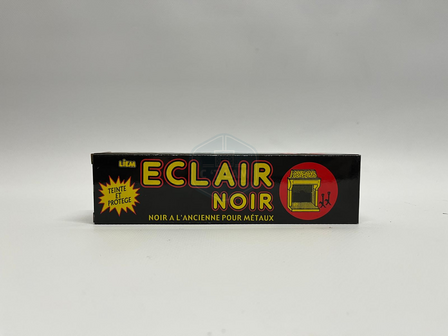 LiEM
ECLAIR
NOIR
TEINTE
ET
PROTÈGE
NOIR A L'ANCIENNE POUR MÉTAUX